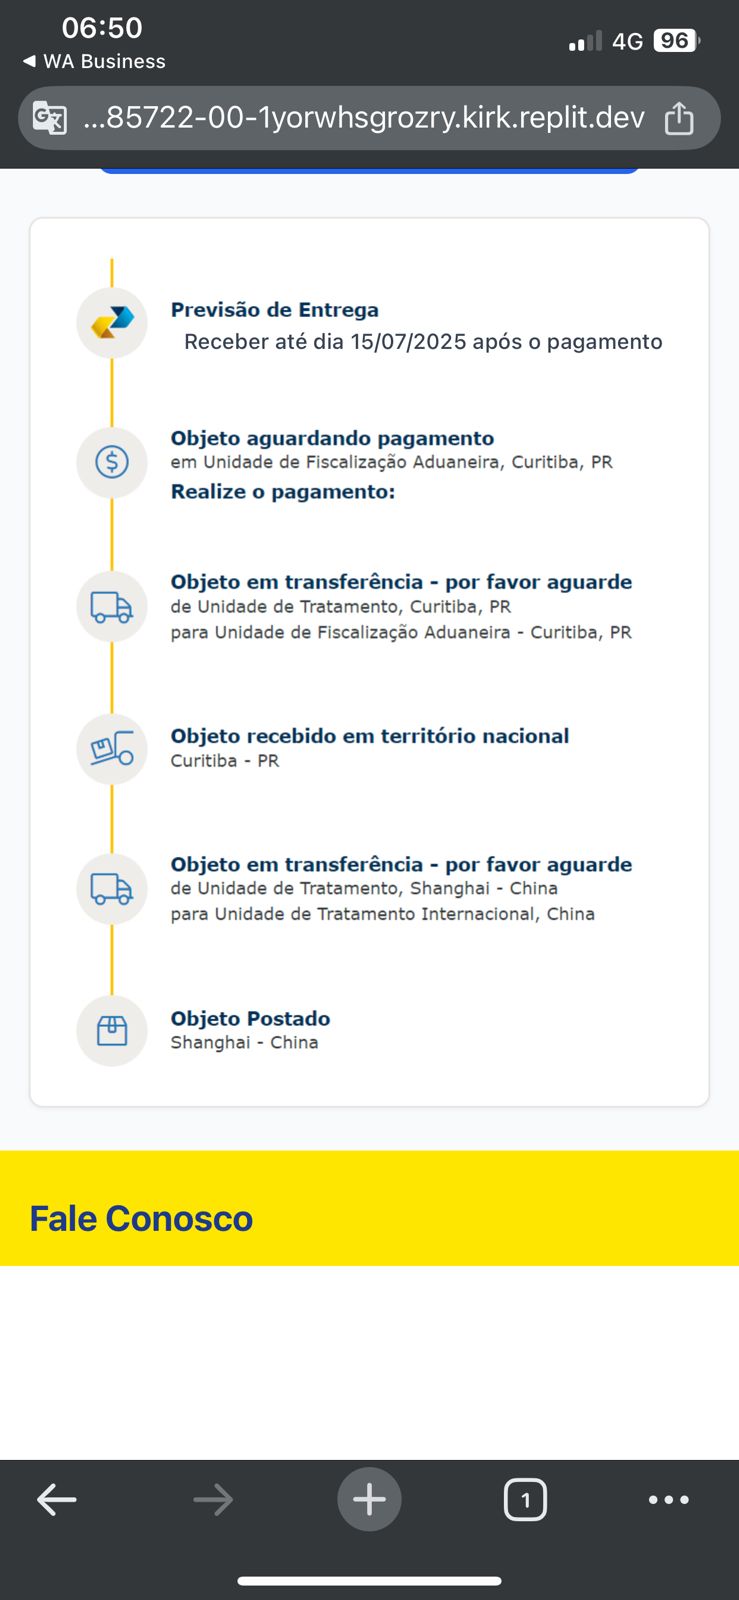 06:50
4G 96
◀ WA Business
...85722-00-1yorwhsgrozry.kirk.replit.dev
Previsão de Entrega
Receber até dia 15/07/2025 após o pagamento
Objeto aguardando pagamento
em Unidade de Fiscalização Aduaneira, Curitiba, PR
Realize o pagamento:
Objeto em transferência - por favor aguarde
de Unidade de Tratamento, Curitiba, PR
para Unidade de Fiscalização Aduaneira - Curitiba, PR
Objeto recebido em território nacional
Curitiba - PR
Objeto em transferência - por favor aguarde
de Unidade de Tratamento, Shanghai - China
para Unidade de Tratamento Internacional, China
Objeto Postado
Shanghai - China
Fale Conosco
1